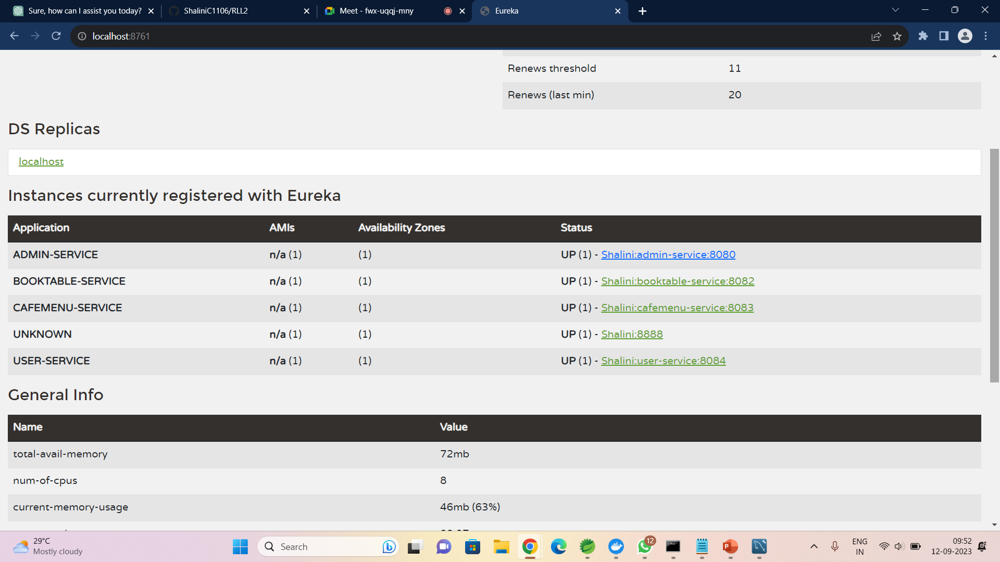 Sure, how can I assist you today?
ShaliniC1106/RLL2
Meet - fwx-uqqj-mny
Eureka
localhost:8761
Renews threshold 11
Renews (last min) 20
DS Replicas
localhost
Instances currently registered with Eureka
Application AMIs Availability Zones Status
ADMIN-SERVICE n/a (1) (1) UP (1) - Shalini:admin-service:8080
BOOKTABLE-SERVICE n/a (1) (1) UP (1) - Shalini:booktable-service:8082
CAFEMENU-SERVICE n/a (1) (1) UP (1) - Shalini:cafemenu-service:8083
UNKNOWN n/a (1) (1) UP (1) - Shalini:8888
USER-SERVICE n/a (1) (1) UP (1) - Shalini:user-service:8084
General Info
Name Value
total-avail-memory 72mb
num-of-cpus 8
current-memory-usage 46mb (63%)
29°C
Mostly cloudy
Search
12
ENG
IN
09:52
12-09-2023